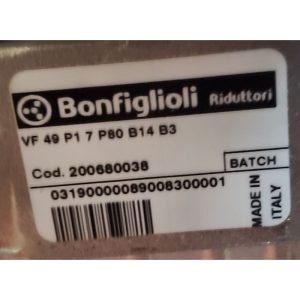 Bonfiglioli Riduttori
VF 49 P1 7 P80 B14 B3
Cod. 200680038
BATCH
03190000089008300001
MADE IN
ITALY